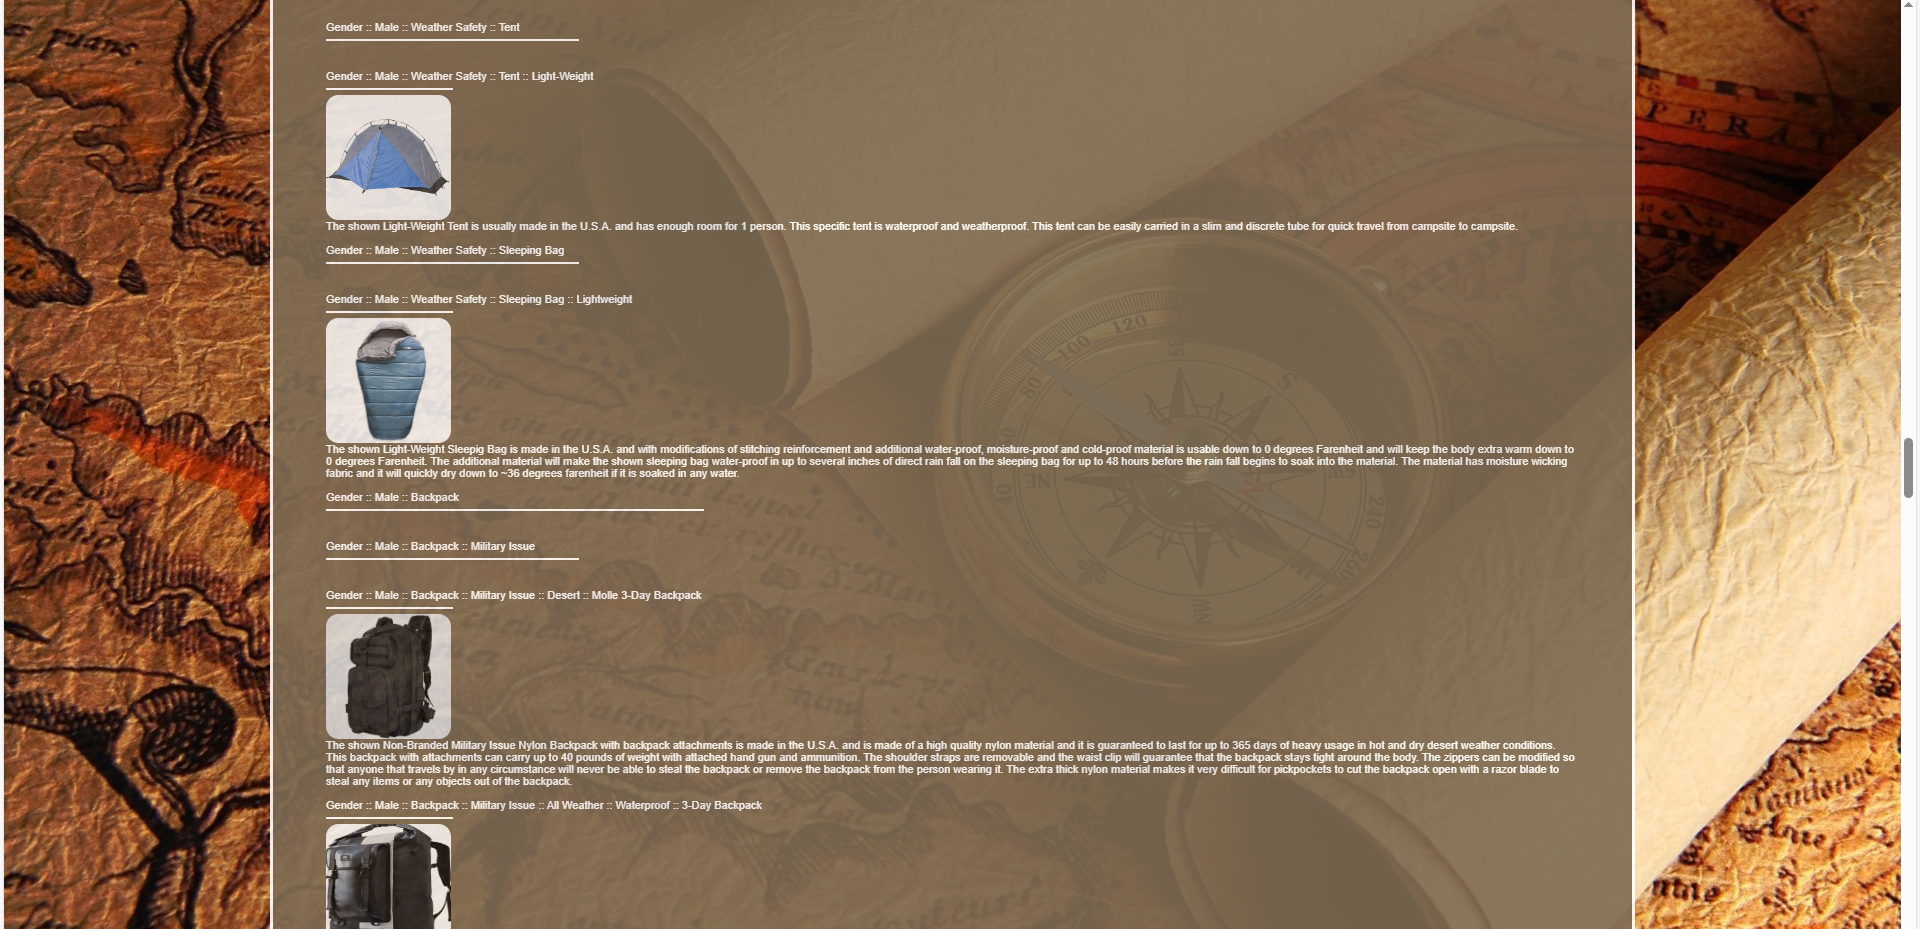 Gender :: Male :: Weather Safety :: Tent
Gender :: Male :: Weather Safety :: Tent :: Light-Weight
The shown Light-Weight Tent is usually made in the U.S.A. and has enough room for 1 person. This specific tent is waterproof and weatherproof. This tent can be easily carried in a slim and discrete tube for quick travel from campsite to campsite.
Gender :: Male :: Weather Safety :: Sleeping Bag
Gender :: Male :: Weather Safety :: Sleeping Bag :: Lightweight
The shown Light-Weight Sleepig Bag is made in the U.S.A. and with modifications of stitching reinforcement and additional water-proof, moisture-proof and cold-proof material is usable down to 0 degrees Farenheit and will keep the body extra warm down to
0 degrees Farenheit. The additional material will make the shown sleeping bag water-proof in up to several inches of direct rain fall on the sleeping bag for up to 48 hours before the rain fall begins to soak into the material. The material has moisture wicking
fabric and it will quickly dry down to ~36 degrees farenheit if it is soaked in any water.
Gender :: Male :: Backpack
Gender :: Male :: Backpack :: Military Issue
Gender :: Male :: Backpack :: Military Issue :: Desert :: Molle 3-Day Backpack
The shown Non-Branded Military Issue Nylon Backpack with backpack attachments is made in the U.S.A. and is made of a high quality nylon material and it is guaranteed to last for up to 365 days of heavy usage in hot and dry desert weather conditions.
This backpack with attachments can carry up to 40 pounds of weight with attached hand gun and ammunition. The shoulder straps are removable and the waist clip will guarantee that the backpack stays tight around the body. The zippers can be modified so
that anyone that travels by in any circumstance will never be able to steal the backpack or remove the backpack from the person wearing it. The extra thick nylon material makes it very difficult for pickpockets to cut the backpack open with a razor blade to
steal any items or any objects out of the backpack.
Gender :: Male :: Backpack :: Military Issue :: All Weather :: Waterproof :: 3-Day Backpack
80
100
120
SE
S
SW
240
260
W
NW
N
NE
40